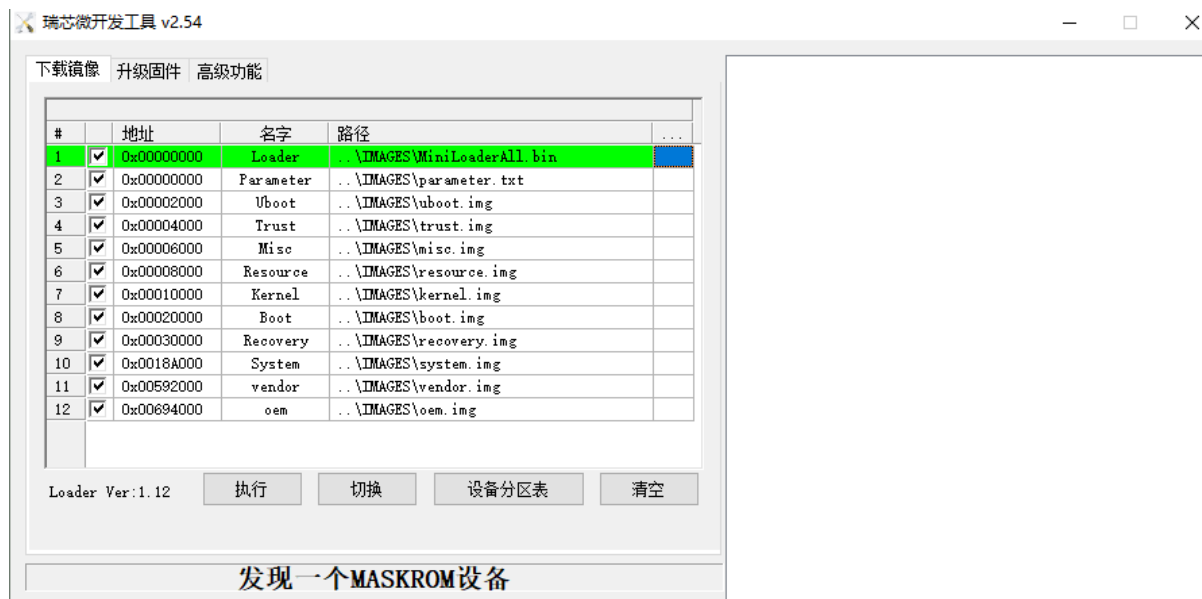 瑞芯微开发工具 v2.54
下载镜像 升级固件 高级功能
# 地址 名字 路径 ...
1 0x00000000 Loader ..\IMAGES\MiniLoaderAll.bin
2 0x00000000 Parameter ..\IMAGES\parameter.txt
3 0x00002000 Uboot ..\IMAGES\uboot.img
4 0x00004000 Trust ..\IMAGES\trust.img
5 0x00006000 Misc ..\IMAGES\misc.img
6 0x00008000 Resource ..\IMAGES\resource.img
7 0x00010000 Kernel ..\IMAGES\kernel.img
8 0x00020000 Boot ..\IMAGES\boot.img
9 0x00030000 Recovery ..\IMAGES\recovery.img
10 0x0018A000 System ..\IMAGES\system.img
11 0x00592000 vendor ..\IMAGES\vendor.img
12 0x00694000 oem ..\IMAGES\oem.img
Loader Ver:1.12 执行 切换 设备分区表 清空
发现一个MASKROM设备